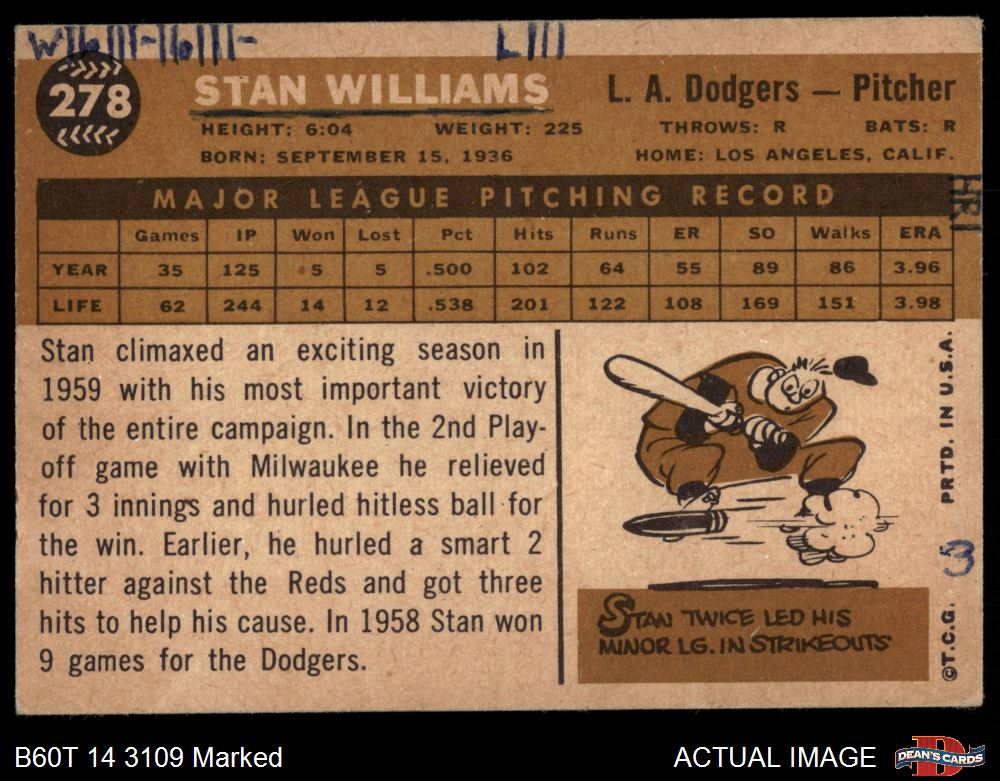 W 16 111-16 111-
L 111
278
STAN WILLIAMS
L. A. Dodgers — Pitcher
HEIGHT: 6:04 WEIGHT: 225 THROWS: R BATS: R
BORN: SEPTEMBER 15, 1936 HOME: LOS ANGELES, CALIF.
MAJOR LEAGUE PITCHING RECORD
Games IP Won Lost Pct Hits Runs ER SO Walks ERA
YEAR 35 125 5 5 .500 102 64 55 89 86 3.96
LIFE 62 244 14 12 .538 201 122 108 169 151 3.98
Stan climaxed an exciting season in
1959 with his most important victory
of the entire campaign. In the 2nd Play-
off game with Milwaukee he relieved
for 3 innings and hurled hitless ball for
the win. Earlier, he hurled a smart 2
hitter against the Reds and got three
hits to help his cause. In 1958 Stan won
9 games for the Dodgers.
STAN TWICE LED HIS
MINOR LG. IN STRIKEOUTS
©T.C.G. PRTD. IN U.S.A.
3
B60T 14 3109 Marked
ACTUAL IMAGE
DEAN'S CARDS